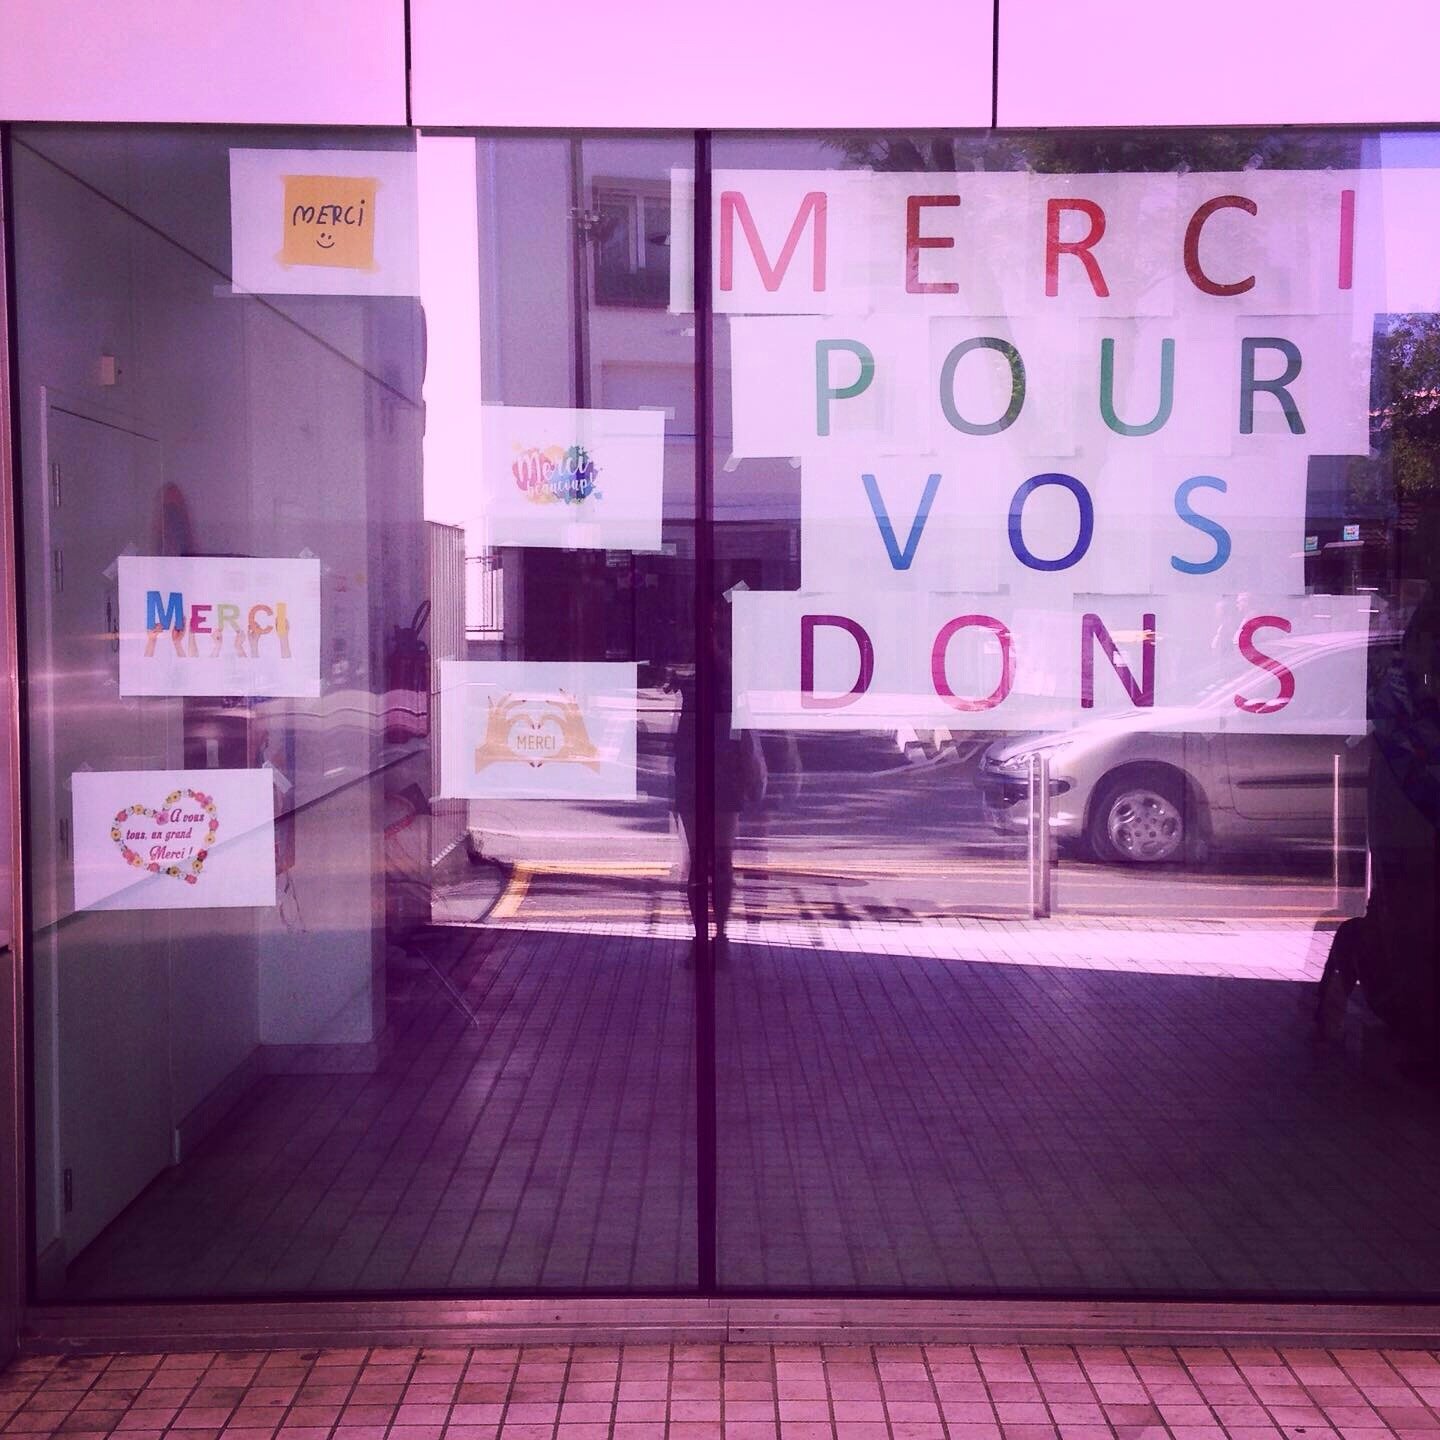 MERCI
Merci
beaucoup!
MERCI
MERCI
A vous
tous, un grand
Merci !
MERCI
POUR
VOS
DONS